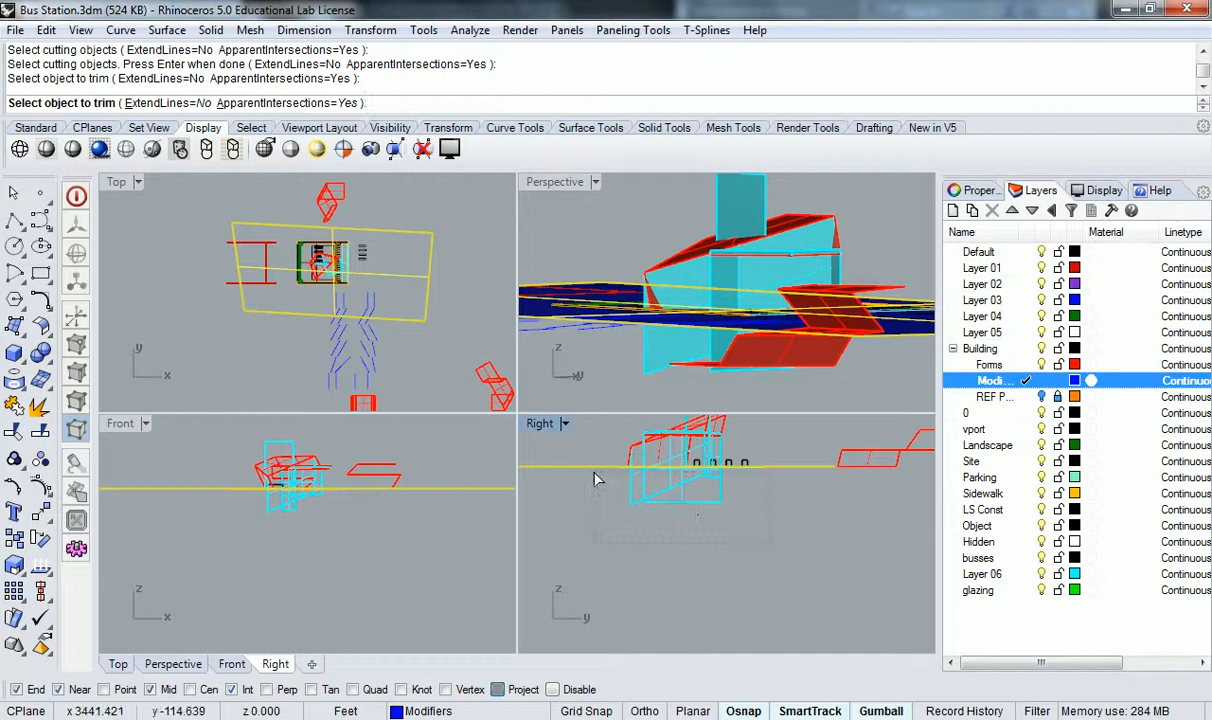 Bus Station.3dm (524 KB) - Rhinoceros 5.0 Educational Lab License
File Edit View Curve Surface Solid Mesh Dimension Transform Tools Analyze Render Panels Paneling Tools T-Splines Help
Select cutting objects ( ExtendLines=No ApparentIntersections=Yes ):
Select cutting objects. Press Enter when done ( ExtendLines=No ApparentIntersections=Yes ):
Select object to trim ( ExtendLines=No ApparentIntersections=Yes ):
Select object to trim ( ExtendLines=No ApparentIntersections=Yes ):
Standard CPlanes Set View Display Select Viewport Layout Visibility Transform Curve Tools Surface Tools Solid Tools Mesh Tools Render Tools Drafting New in V5
Top
Perspective
Proper... Layers Display Help
Name Material Linetype
Default Continuous
Layer 01 Continuous
Layer 02 Continuous
Layer 03 Continuous
Layer 04 Continuous
Layer 05 Continuous
Building Continuous
Forms Continuous
Modi... Continuo
REF P... Continuous
0 Continuous
vport Continuous
Landscape Continuous
Site Continuous
Parking Continuous
Sidewalk Continuous
LS Const Continuous
Object Continuous
Hidden Continuous
busses Continuous
Layer 06 Continuous
glazing Continuous
y
x
z
x y
Front
Right
z
x
z
y
Top Perspective Front Right
End Near Point Mid Cen Int Perp Tan Quad Knot Vertex Project Disable
CPlane x 3441.421 y -114.639 z 0.000 Feet Modifiers Grid Snap Ortho Planar Osnap SmartTrack Gumball Record History Filter Memory use: 284 MB